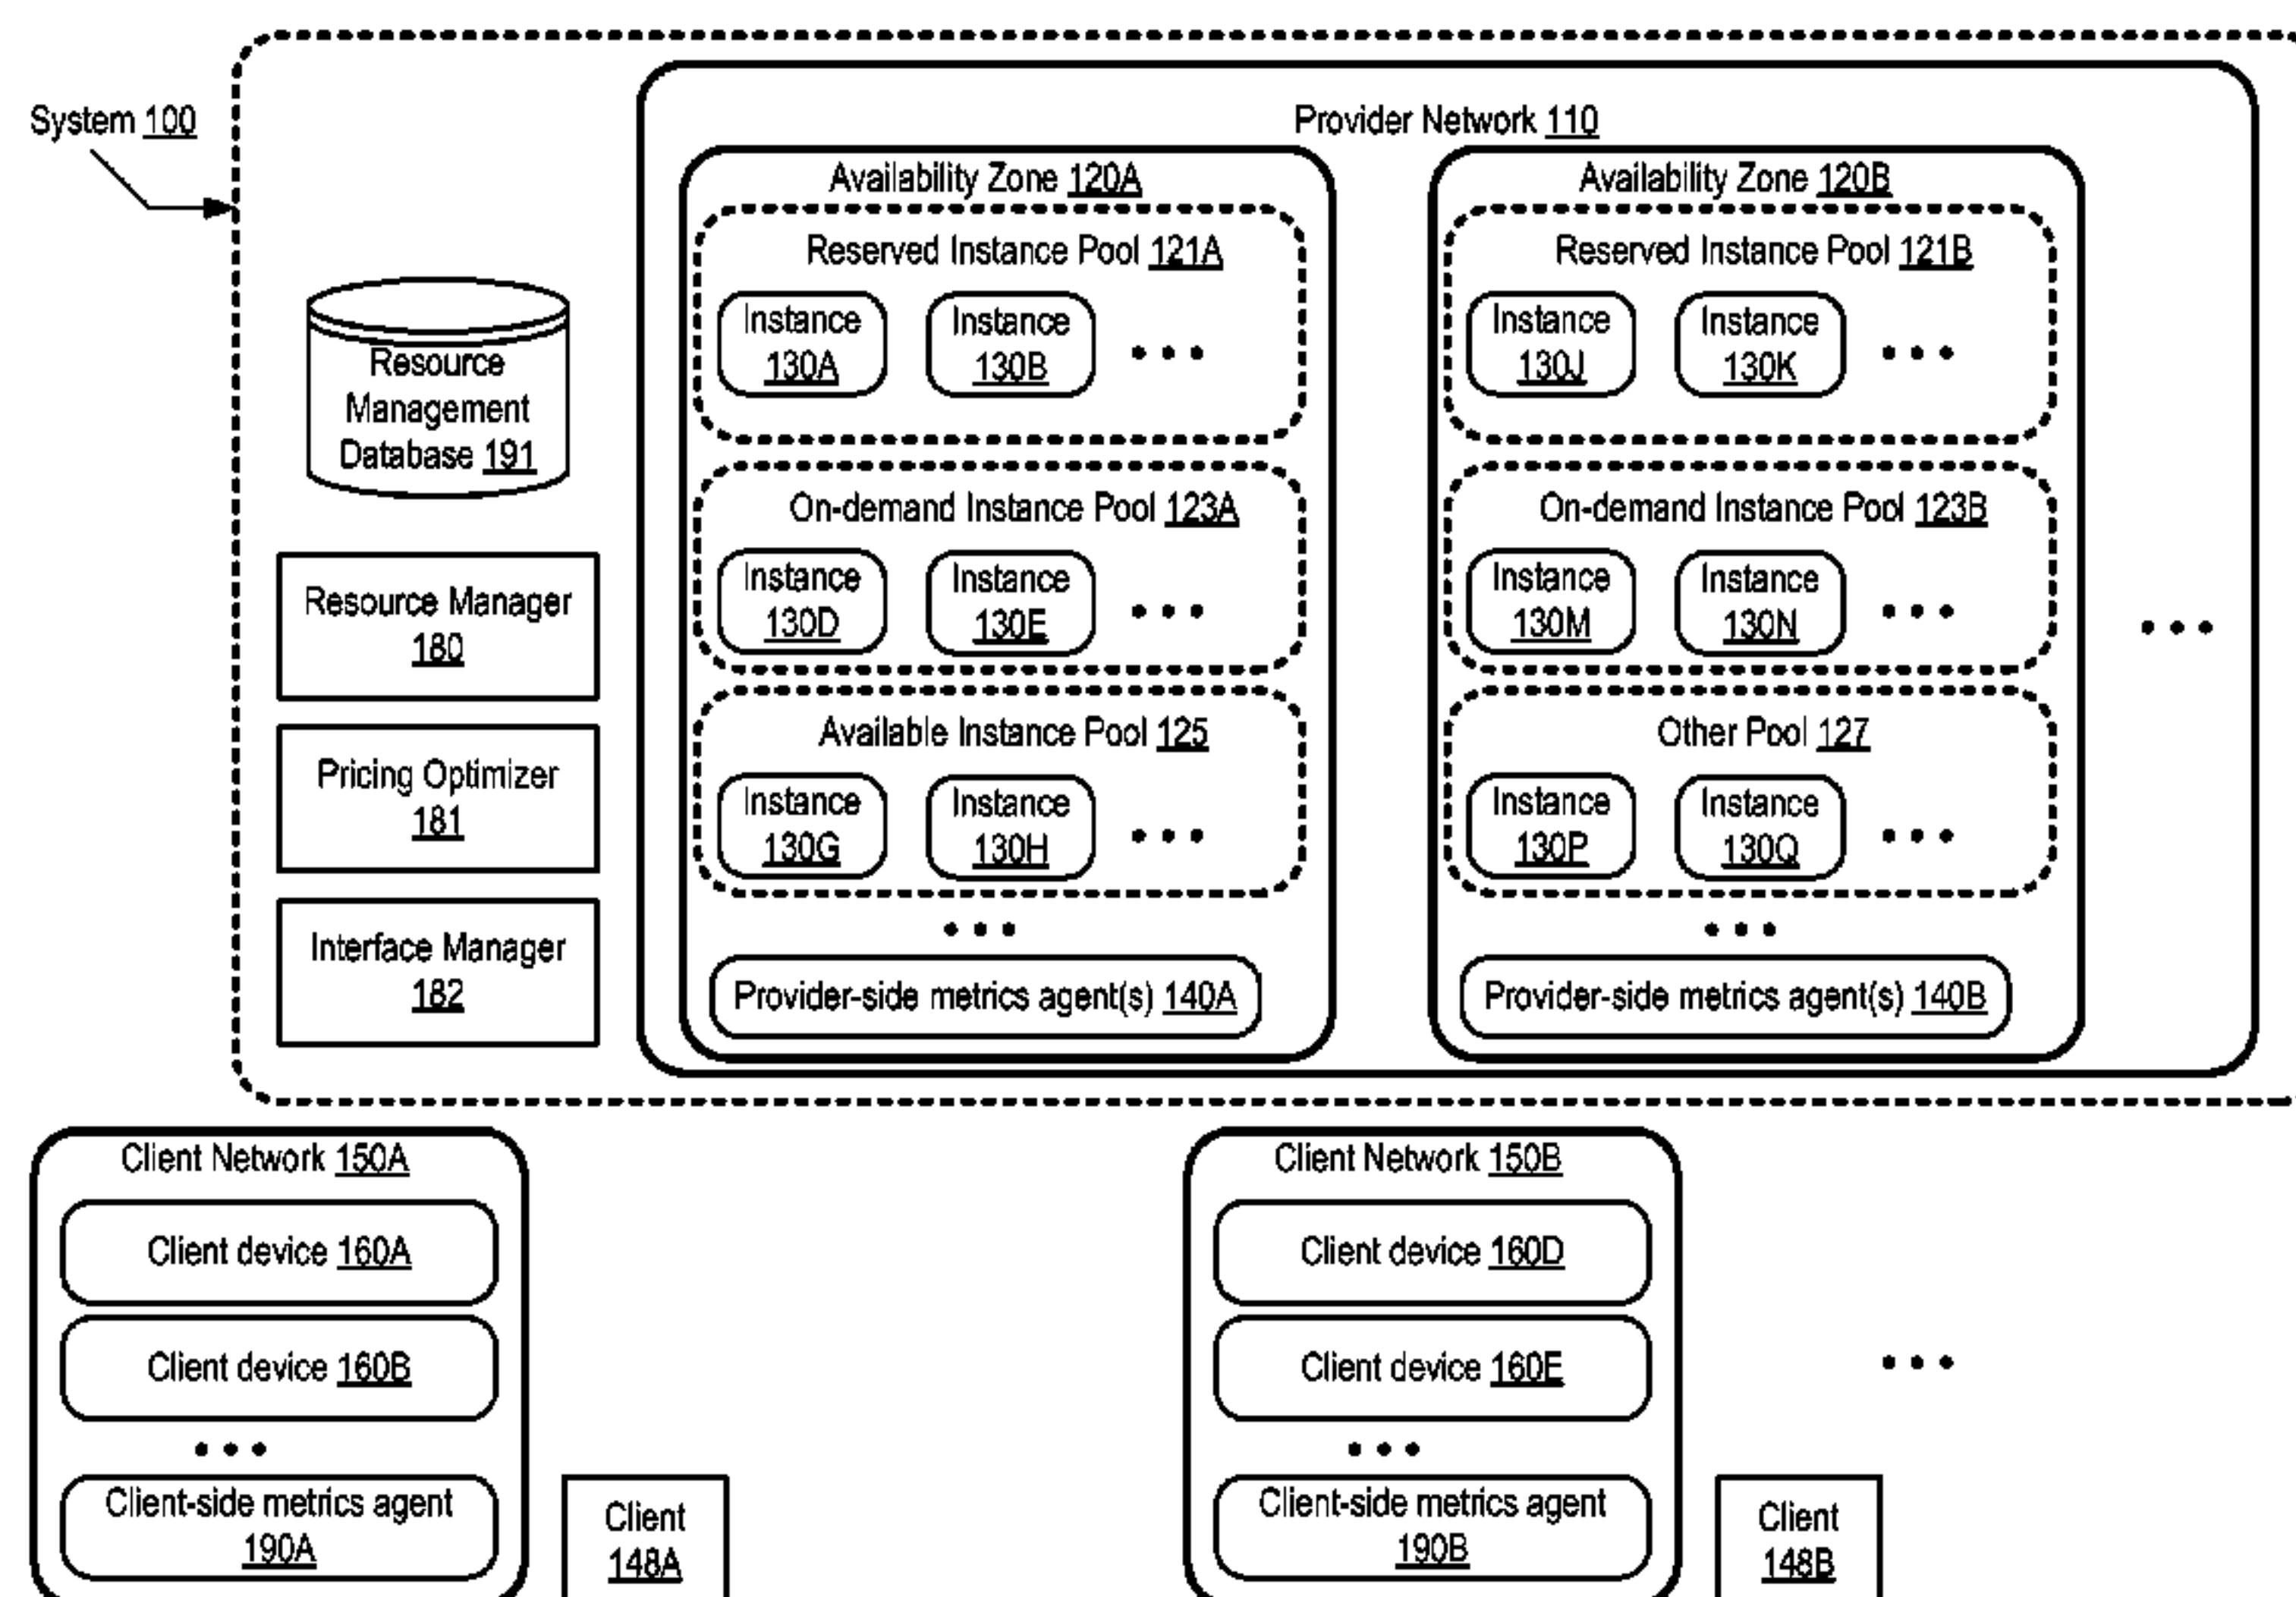 System 100
Provider Network 110
Availability Zone 120A
Reserved Instance Pool 121A
Instance
130A
Instance
130B
• • •
On-demand Instance Pool 123A
Instance
130D
Instance
130E
• • •
Available Instance Pool 125
Instance
130G
Instance
130H
• • •
• • •
Provider-side metrics agent(s) 140A
Availability Zone 120B
Reserved Instance Pool 121B
Instance
130J
Instance
130K
• • •
On-demand Instance Pool 123B
Instance
130M
Instance
130N
• • •
Other Pool 127
Instance
130P
Instance
130Q
• • •
• • •
Provider-side metrics agent(s) 140B
• • •
Resource
Management
Database 191
Resource Manager
180
Pricing Optimizer
181
Interface Manager
182
Client Network 150A
Client device 160A
Client device 160B
• • •
Client-side metrics agent
190A
Client
148A
Client Network 150B
Client device 160D
Client device 160E
• • •
Client-side metrics agent
190B
Client
148B
• • •